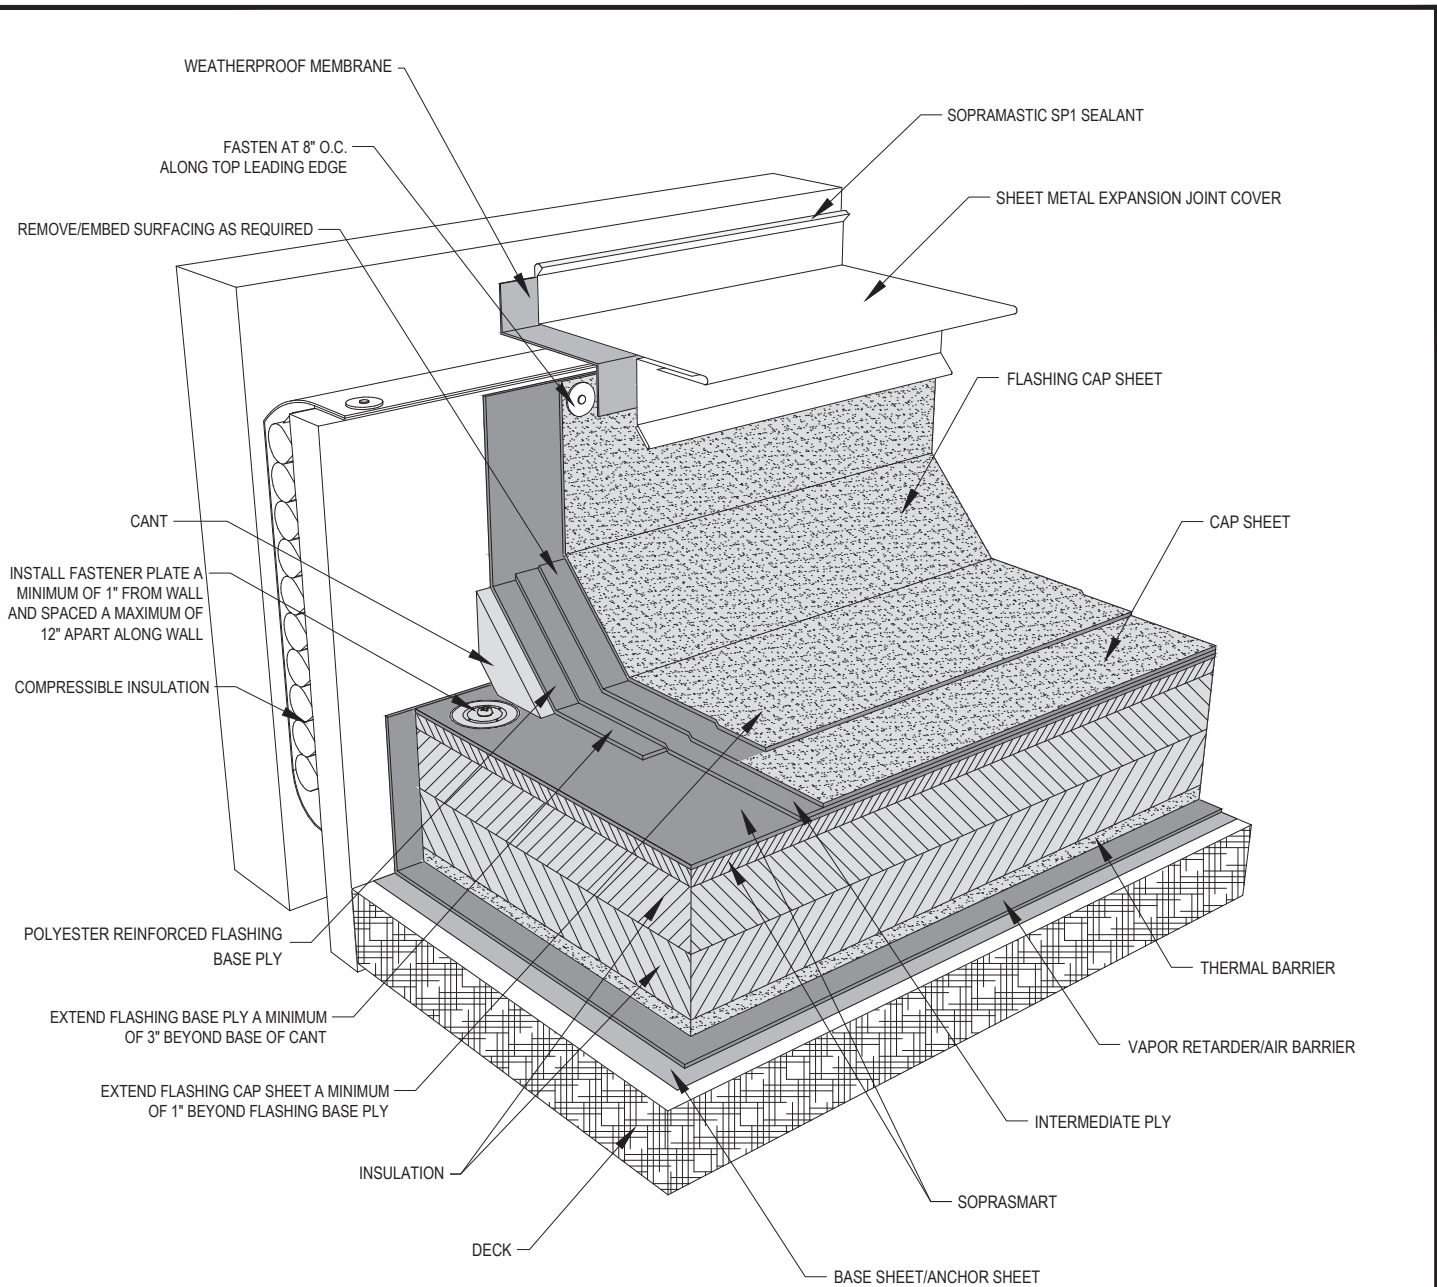 WEATHERPROOF MEMBRANE
SOPRAMASTIC SP1 SEALANT
FASTEN AT 8" O.C.
ALONG TOP LEADING EDGE
SHEET METAL EXPANSION JOINT COVER
REMOVE/EMBED SURFACING AS REQUIRED
FLASHING CAP SHEET
CANT
CAP SHEET
INSTALL FASTENER PLATE A
MINIMUM OF 1" FROM WALL
AND SPACED A MAXIMUM OF
12" APART ALONG WALL
COMPRESSIBLE INSULATION
POLYESTER REINFORCED FLASHING
BASE PLY
THERMAL BARRIER
EXTEND FLASHING BASE PLY A MINIMUM
OF 3" BEYOND BASE OF CANT
VAPOR RETARDER/AIR BARRIER
EXTEND FLASHING CAP SHEET A MINIMUM
OF 1" BEYOND FLASHING BASE PLY
INTERMEDIATE PLY
INSULATION
SOPRASMART
DECK
BASE SHEET/ANCHOR SHEET